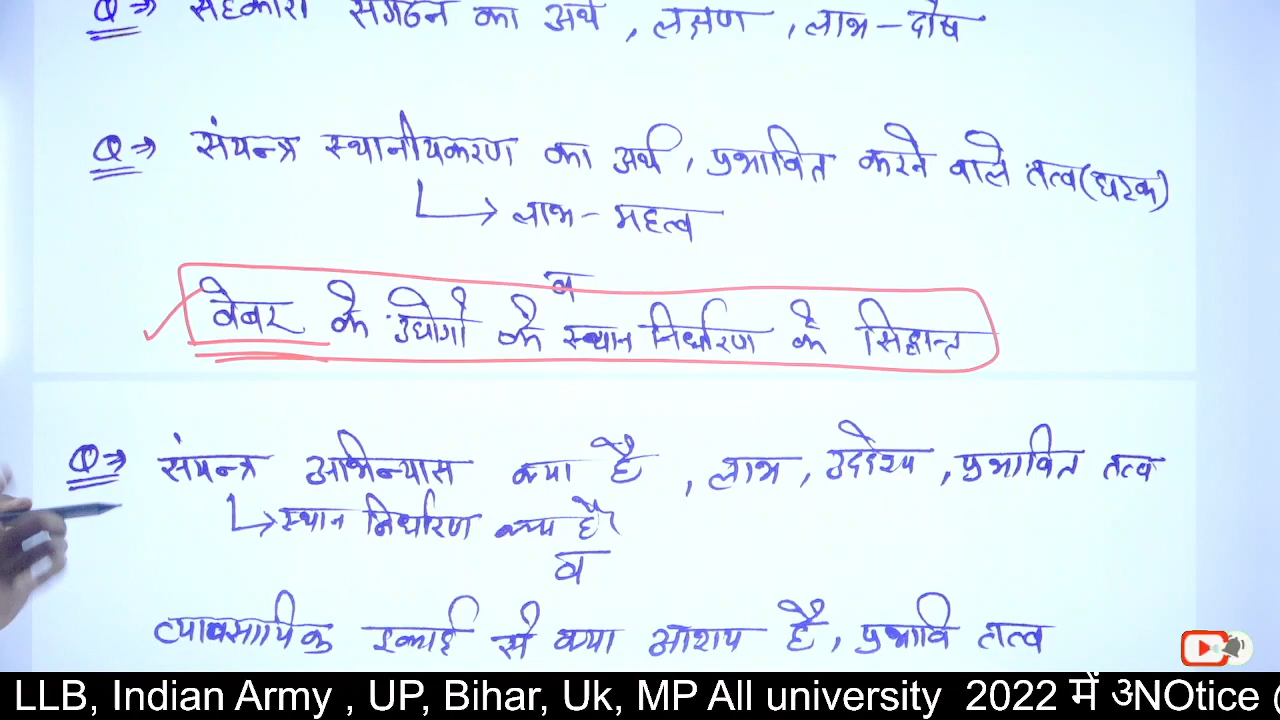 Q⇒ सहकारी संगठन का अर्थ , लक्षण , लाभ - दोष
Q⇒ संयन्त्र स्थानीयकरण का अर्थ , प्रभावित करने वाले तत्व (घटक)
↳ लाभ - महत्व
व
वेबर के उद्योगों के स्थान निर्धारण के सिद्धान्त
Q⇒ संयन्त्र अभिन्यास क्या है , लाभ , उद्देश्य , प्रभावित तत्व
↳ स्थान निर्धारण क्या है?
व
व्यावसायिक इकाई से क्या आशय है , प्रभावि तत्व
LLB, Indian Army , UP, Bihar, Uk, MP All university 2022 में अNOtice (